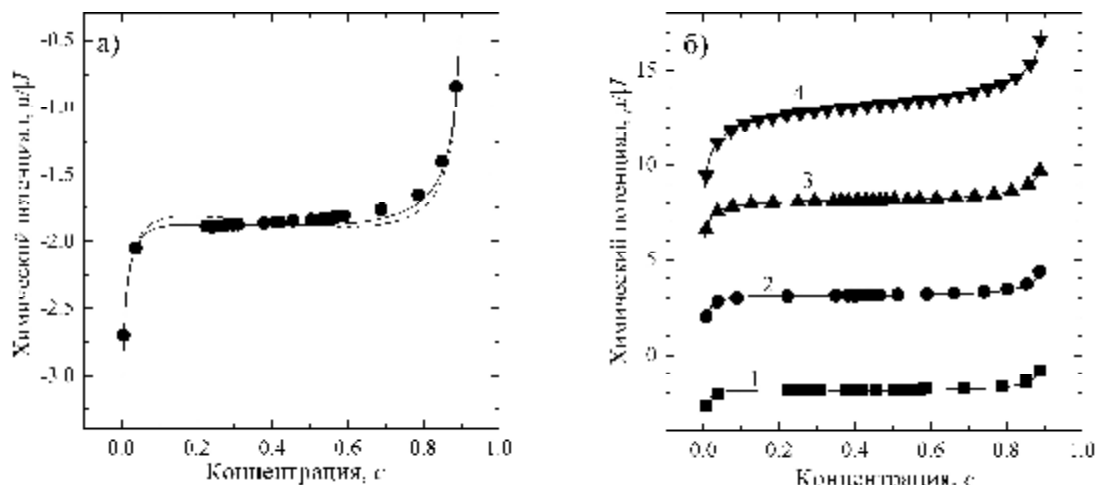 а)
Химический потенциал, μ/|J
-0.5
-1.0
-1.5
-2.0
-2.5
-3.0
0.0 0.2 0.4 0.6 0.8 1.0
Концентрация, c
б)
Химический потенциал, μ/|J
15
10
5
0
4
3
2
1
0.0 0.2 0.4 0.6 0.8 1.0
Концентрация, c